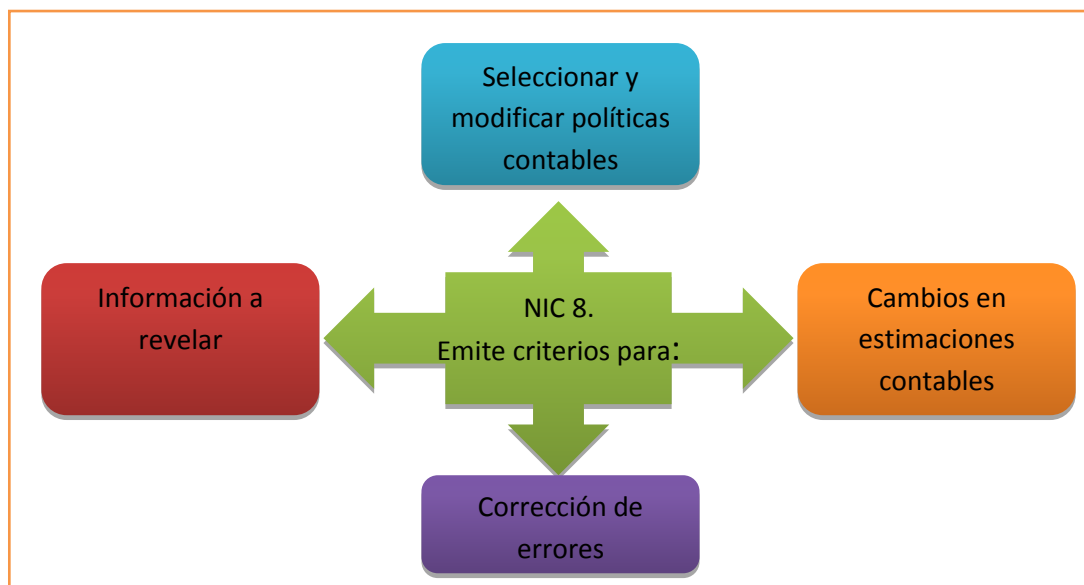 Seleccionar y
modificar políticas
contables
Información a
revelar
NIC 8.
Emite criterios para:
Cambios en
estimaciones
contables
Corrección de
errores